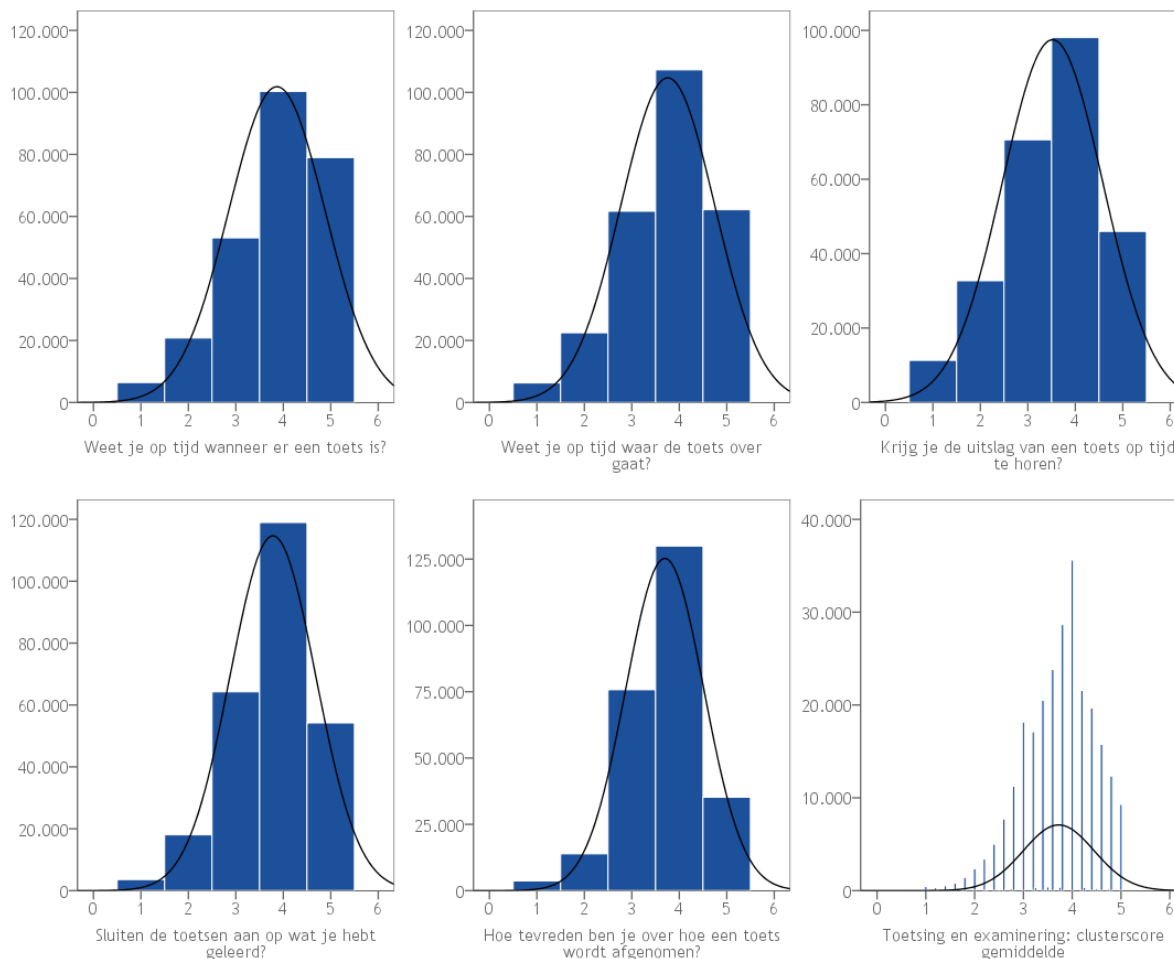 120.000
100.000
80.000
60.000
40.000
20.000
0
0 1 2 3 4 5 6
Weet je op tijd wanneer er een toets is?
120.000
100.000
80.000
60.000
40.000
20.000
0
0 1 2 3 4 5 6
Weet je op tijd waar de toets over
gaat?
100.000
80.000
60.000
40.000
20.000
0
0 1 2 3 4 5 6
Krijg je de uitslag van een toets op tijd
te horen?
120.000
100.000
80.000
60.000
40.000
20.000
0
0 1 2 3 4 5 6
Sluiten de toetsen aan op wat je hebt
geleerd?
125.000
100.000
75.000
50.000
25.000
0
0 1 2 3 4 5 6
Hoe tevreden ben je over hoe een toets
wordt afgenomen?
40.000
30.000
20.000
10.000
0
0 1 2 3 4 5 6
Toetsing en examinering: clusterscore
gemiddelde